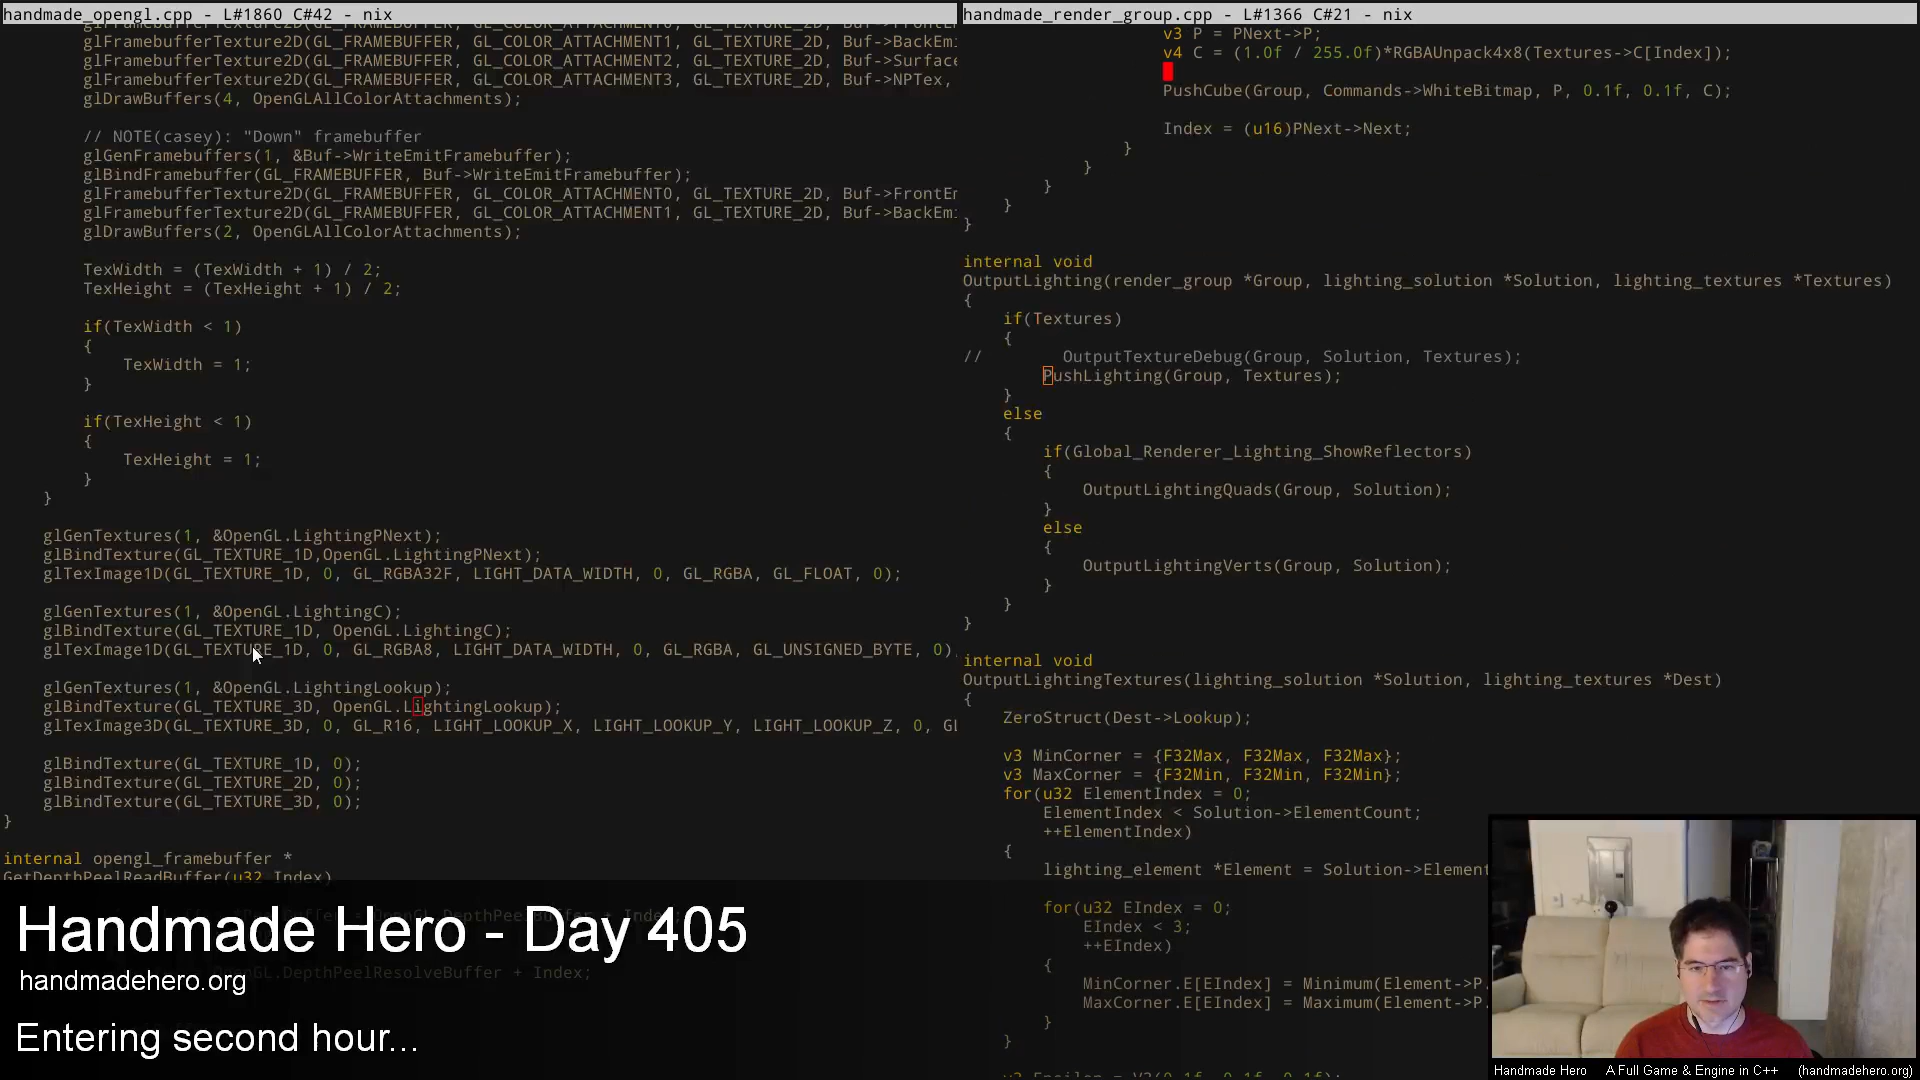 handmade_opengl.cpp - L#1860 C#42 - nix
glFramebufferTexture2D(GL_FRAMEBUFFER, GL_COLOR_ATTACHMENT1, GL_TEXTURE_2D, Buf->BackEm
glFramebufferTexture2D(GL_FRAMEBUFFER, GL_COLOR_ATTACHMENT2, GL_TEXTURE_2D, Buf->Surface
glFramebufferTexture2D(GL_FRAMEBUFFER, GL_COLOR_ATTACHMENT3, GL_TEXTURE_2D, Buf->NPTex,
glDrawBuffers(4, OpenGLAllColorAttachments);
// NOTE(casey): "Down" framebuffer
glGenFramebuffers(1, &Buf->WriteEmitFramebuffer);
glBindFramebuffer(GL_FRAMEBUFFER, Buf->WriteEmitFramebuffer);
glFramebufferTexture2D(GL_FRAMEBUFFER, GL_COLOR_ATTACHMENT0, GL_TEXTURE_2D, Buf->FrontEm
glFramebufferTexture2D(GL_FRAMEBUFFER, GL_COLOR_ATTACHMENT1, GL_TEXTURE_2D, Buf->BackEmi
glDrawBuffers(2, OpenGLAllColorAttachments);
TexWidth = (TexWidth + 1) / 2;
TexHeight = (TexHeight + 1) / 2;
if(TexWidth < 1)
{
TexWidth = 1;
}
if(TexHeight < 1)
{
TexHeight = 1;
}
}
glGenTextures(1, &OpenGL.LightingPNext);
glBindTexture(GL_TEXTURE_1D,OpenGL.LightingPNext);
glTexImage1D(GL_TEXTURE_1D, 0, GL_RGBA32F, LIGHT_DATA_WIDTH, 0, GL_RGBA, GL_FLOAT, 0);
glGenTextures(1, &OpenGL.LightingC);
glBindTexture(GL_TEXTURE_1D, OpenGL.LightingC);
glTexImage1D(GL_TEXTURE_1D, 0, GL_RGBA8, LIGHT_DATA_WIDTH, 0, GL_RGBA, GL_UNSIGNED_BYTE, 0)
glGenTextures(1, &OpenGL.LightingLookup);
glBindTexture(GL_TEXTURE_3D, OpenGL.LightingLookup);
glTexImage3D(GL_TEXTURE_3D, 0, GL_R16, LIGHT_LOOKUP_X, LIGHT_LOOKUP_Y, LIGHT_LOOKUP_Z, 0, GL
glBindTexture(GL_TEXTURE_1D, 0);
glBindTexture(GL_TEXTURE_2D, 0);
glBindTexture(GL_TEXTURE_3D, 0);
}
internal opengl_framebuffer *
GetDepthPeelReadBuffer(u32 Index)
Handmade Hero - Day 405
handmadehero.org
OpenGL.DepthPeelResolveBuffer + Index;
Entering second hour...
handmade_render_group.cpp - L#1366 C#21 - nix
v3 P = PNext->P;
v4 C = (1.0f / 255.0f)*RGBAUnpack4x8(Textures->C[Index]);
PushCube(Group, Commands->WhiteBitmap, P, 0.1f, 0.1f, C);
Index = (u16)PNext->Next;
}
}
}
}
}
internal void
OutputLighting(render_group *Group, lighting_solution *Solution, lighting_textures *Textures)
{
if(Textures)
{
// OutputTextureDebug(Group, Solution, Textures);
PushLighting(Group, Textures);
}
else
{
if(Global_Renderer_Lighting_ShowReflectors)
{
OutputLightingQuads(Group, Solution);
}
else
{
OutputLightingVerts(Group, Solution);
}
}
}
internal void
OutputLightingTextures(lighting_solution *Solution, lighting_textures *Dest)
{
ZeroStruct(Dest->Lookup);
v3 MinCorner = {F32Max, F32Max, F32Max};
v3 MaxCorner = {F32Min, F32Min, F32Min};
for(u32 ElementIndex = 0;
ElementIndex < Solution->ElementCount;
++ElementIndex)
{
lighting_element *Element = Solution->Element
for(u32 EIndex = 0;
EIndex < 3;
++EIndex)
{
MinCorner.E[EIndex] = Minimum(Element->P.
MaxCorner.E[EIndex] = Maximum(Element->P.
}
}
Handmade Hero A Full Game & Engine in C++ (handmadehero.org)